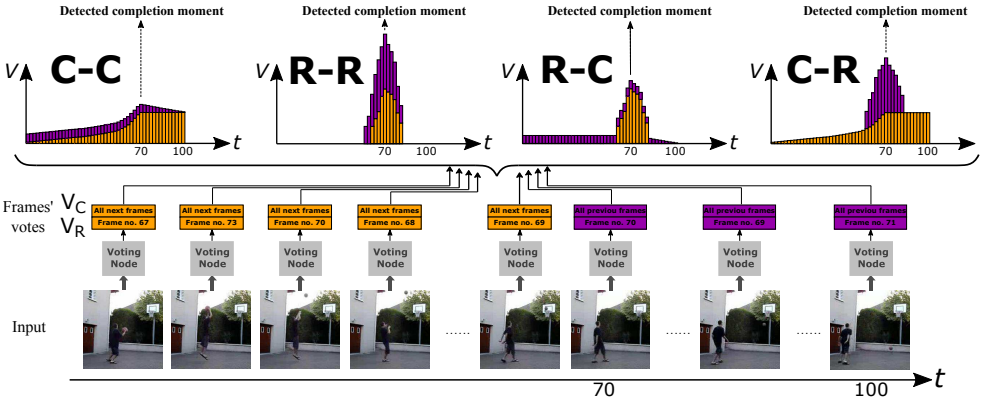 Detected completion moment
Detected completion moment
Detected completion moment
Detected completion moment
V C-C
V R-R
V R-C
V C-R
70 100 t
70 100 t
70 100 t
70 100 t
Frames' votes
V_C
V_R
All next frames
Frame no. 67
All next frames
Frame no. 73
All next frames
Frame no. 70
All next frames
Frame no. 68
All next frames
Frame no. 69
All previou frames
Frame no. 70
All previou frames
Frame no. 69
All previou frames
Frame no. 71
Voting Node
Voting Node
Voting Node
Voting Node
Voting Node
Voting Node
Voting Node
Voting Node
Input
...... ...... ......
70 100 t